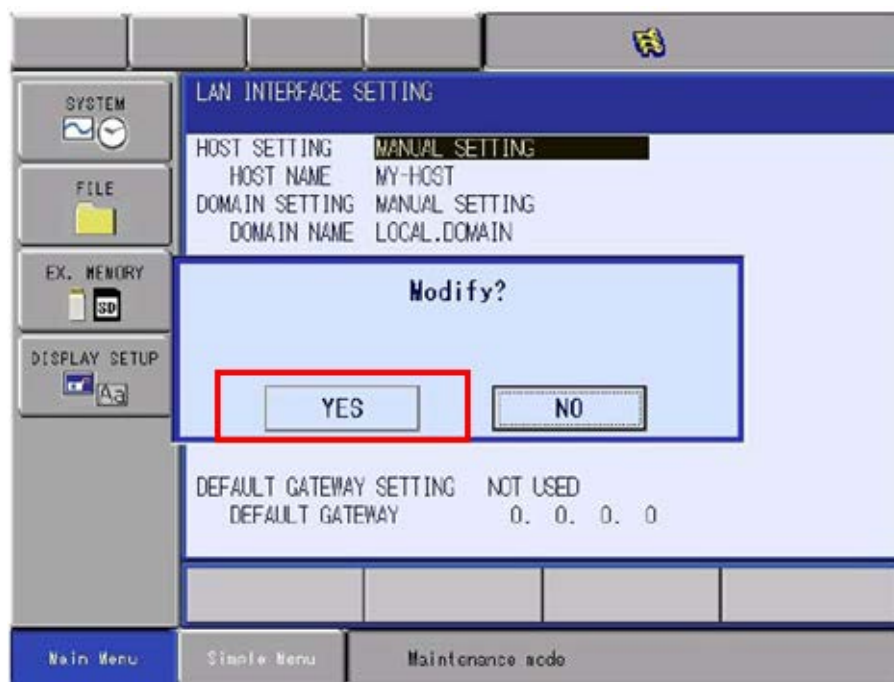 SYSTEM
FILE
EX. MEMORY
SD
DISPLAY SETUP
Aa
LAN INTERFACE SETTING
HOST SETTING MANUAL SETTING
HOST NAME MY-HOST
DOMAIN SETTING MANUAL SETTING
DOMAIN NAME LOCAL.DOMAIN
Modify?
YES NO
DEFAULT GATEWAY SETTING NOT USED
DEFAULT GATEWAY 0. 0. 0. 0
Main Menu Simple Menu Maintenance mode